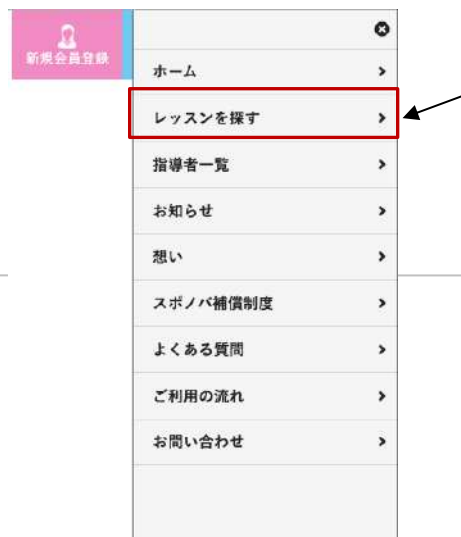 新規会員登録
ホーム
レッスンを探す
指導者一覧
お知らせ
想い
スポノバ補償制度
よくある質問
ご利用の流れ
お問い合わせ